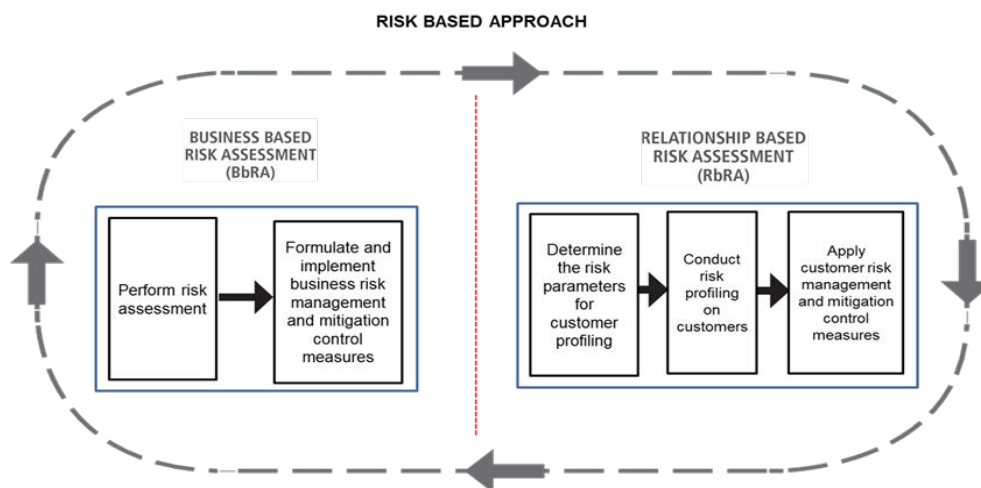 RISK BASED APPROACH
BUSINESS BASED
RISK ASSESSMENT
(BbRA)
RELATIONSHIP BASED
RISK ASSESSMENT
(RbRA)
Perform risk
assessment
Formulate and
implement
business risk
management
and mitigation
control
measures
Determine
the risk
parameters
for
customer
profiling
Conduct
risk
profiling
on
customers
Apply
customer risk
management
and mitigation
control
measures